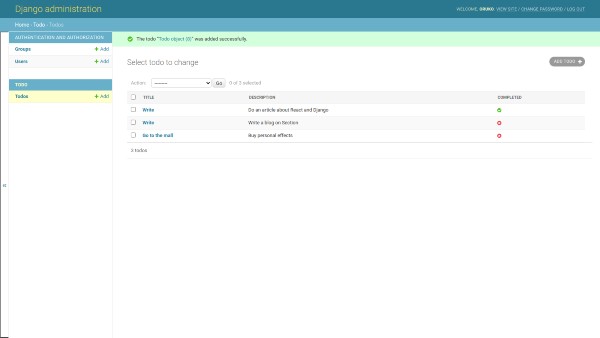 Django administration
WELCOME, VIEW SITE / CHANGE PASSWORD / LOG OUT
Home › Todo › Todos
AUTHENTICATION AND AUTHORIZATION
Groups + Add
Users + Add
TODO
Todos + Add
The todo "Todo object (8)" was added successfully.
Select todo to change
ADD TODO +
Action: --------- Go 0 of 3 selected
TITLE DESCRIPTION COMPLETED
Write Do an article about React and Django
Write Write a blog on Section
Go to the mall Buy personal effects
3 todos